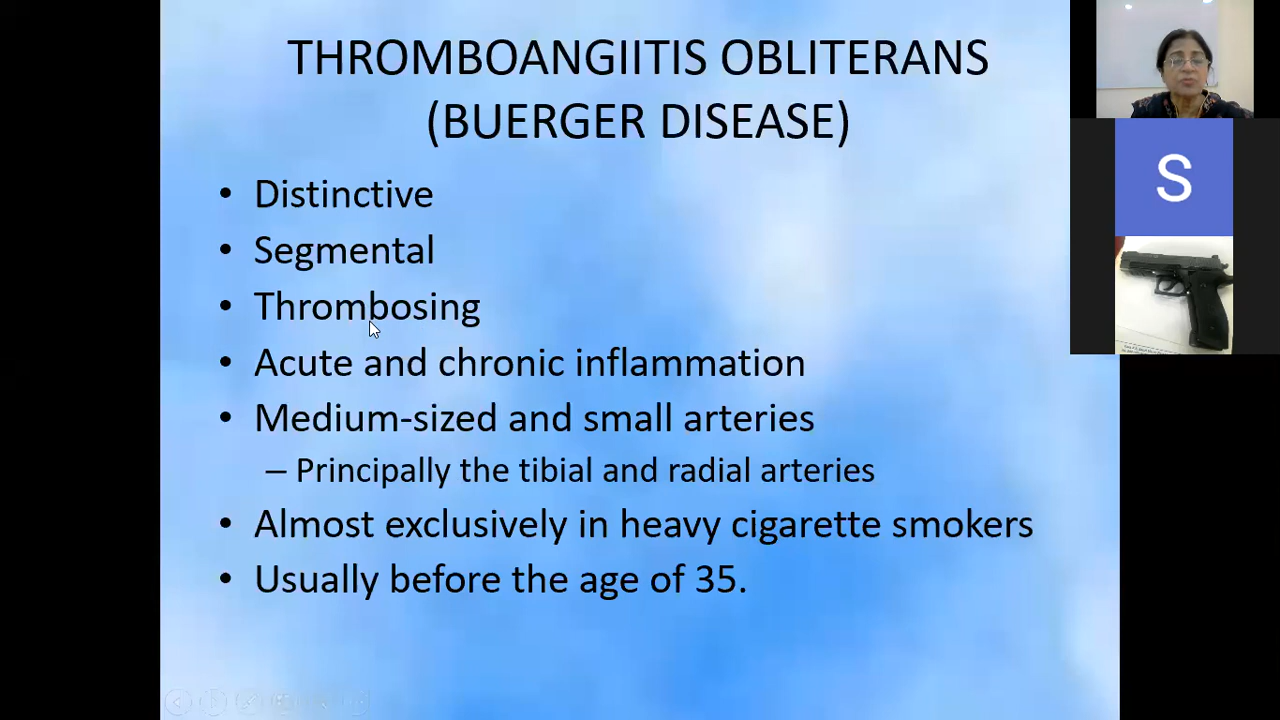 THROMBOANGIITIS OBLITERANS
(BUERGER DISEASE)
• Distinctive
• Segmental
• Thrombosing
• Acute and chronic inflammation
• Medium-sized and small arteries
– Principally the tibial and radial arteries
• Almost exclusively in heavy cigarette smokers
• Usually before the age of 35.
S